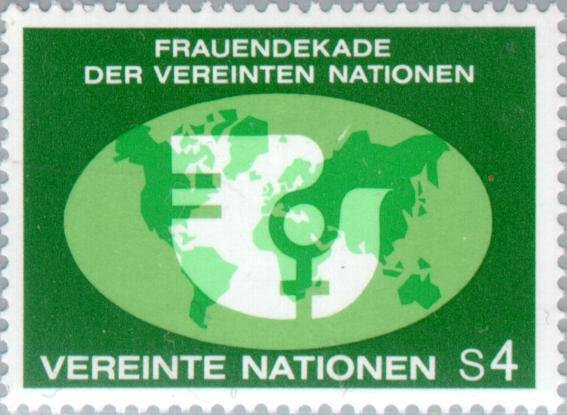 FRAUENDEKADE
DER VEREINTEN NATIONEN
VEREINTE NATIONEN S4